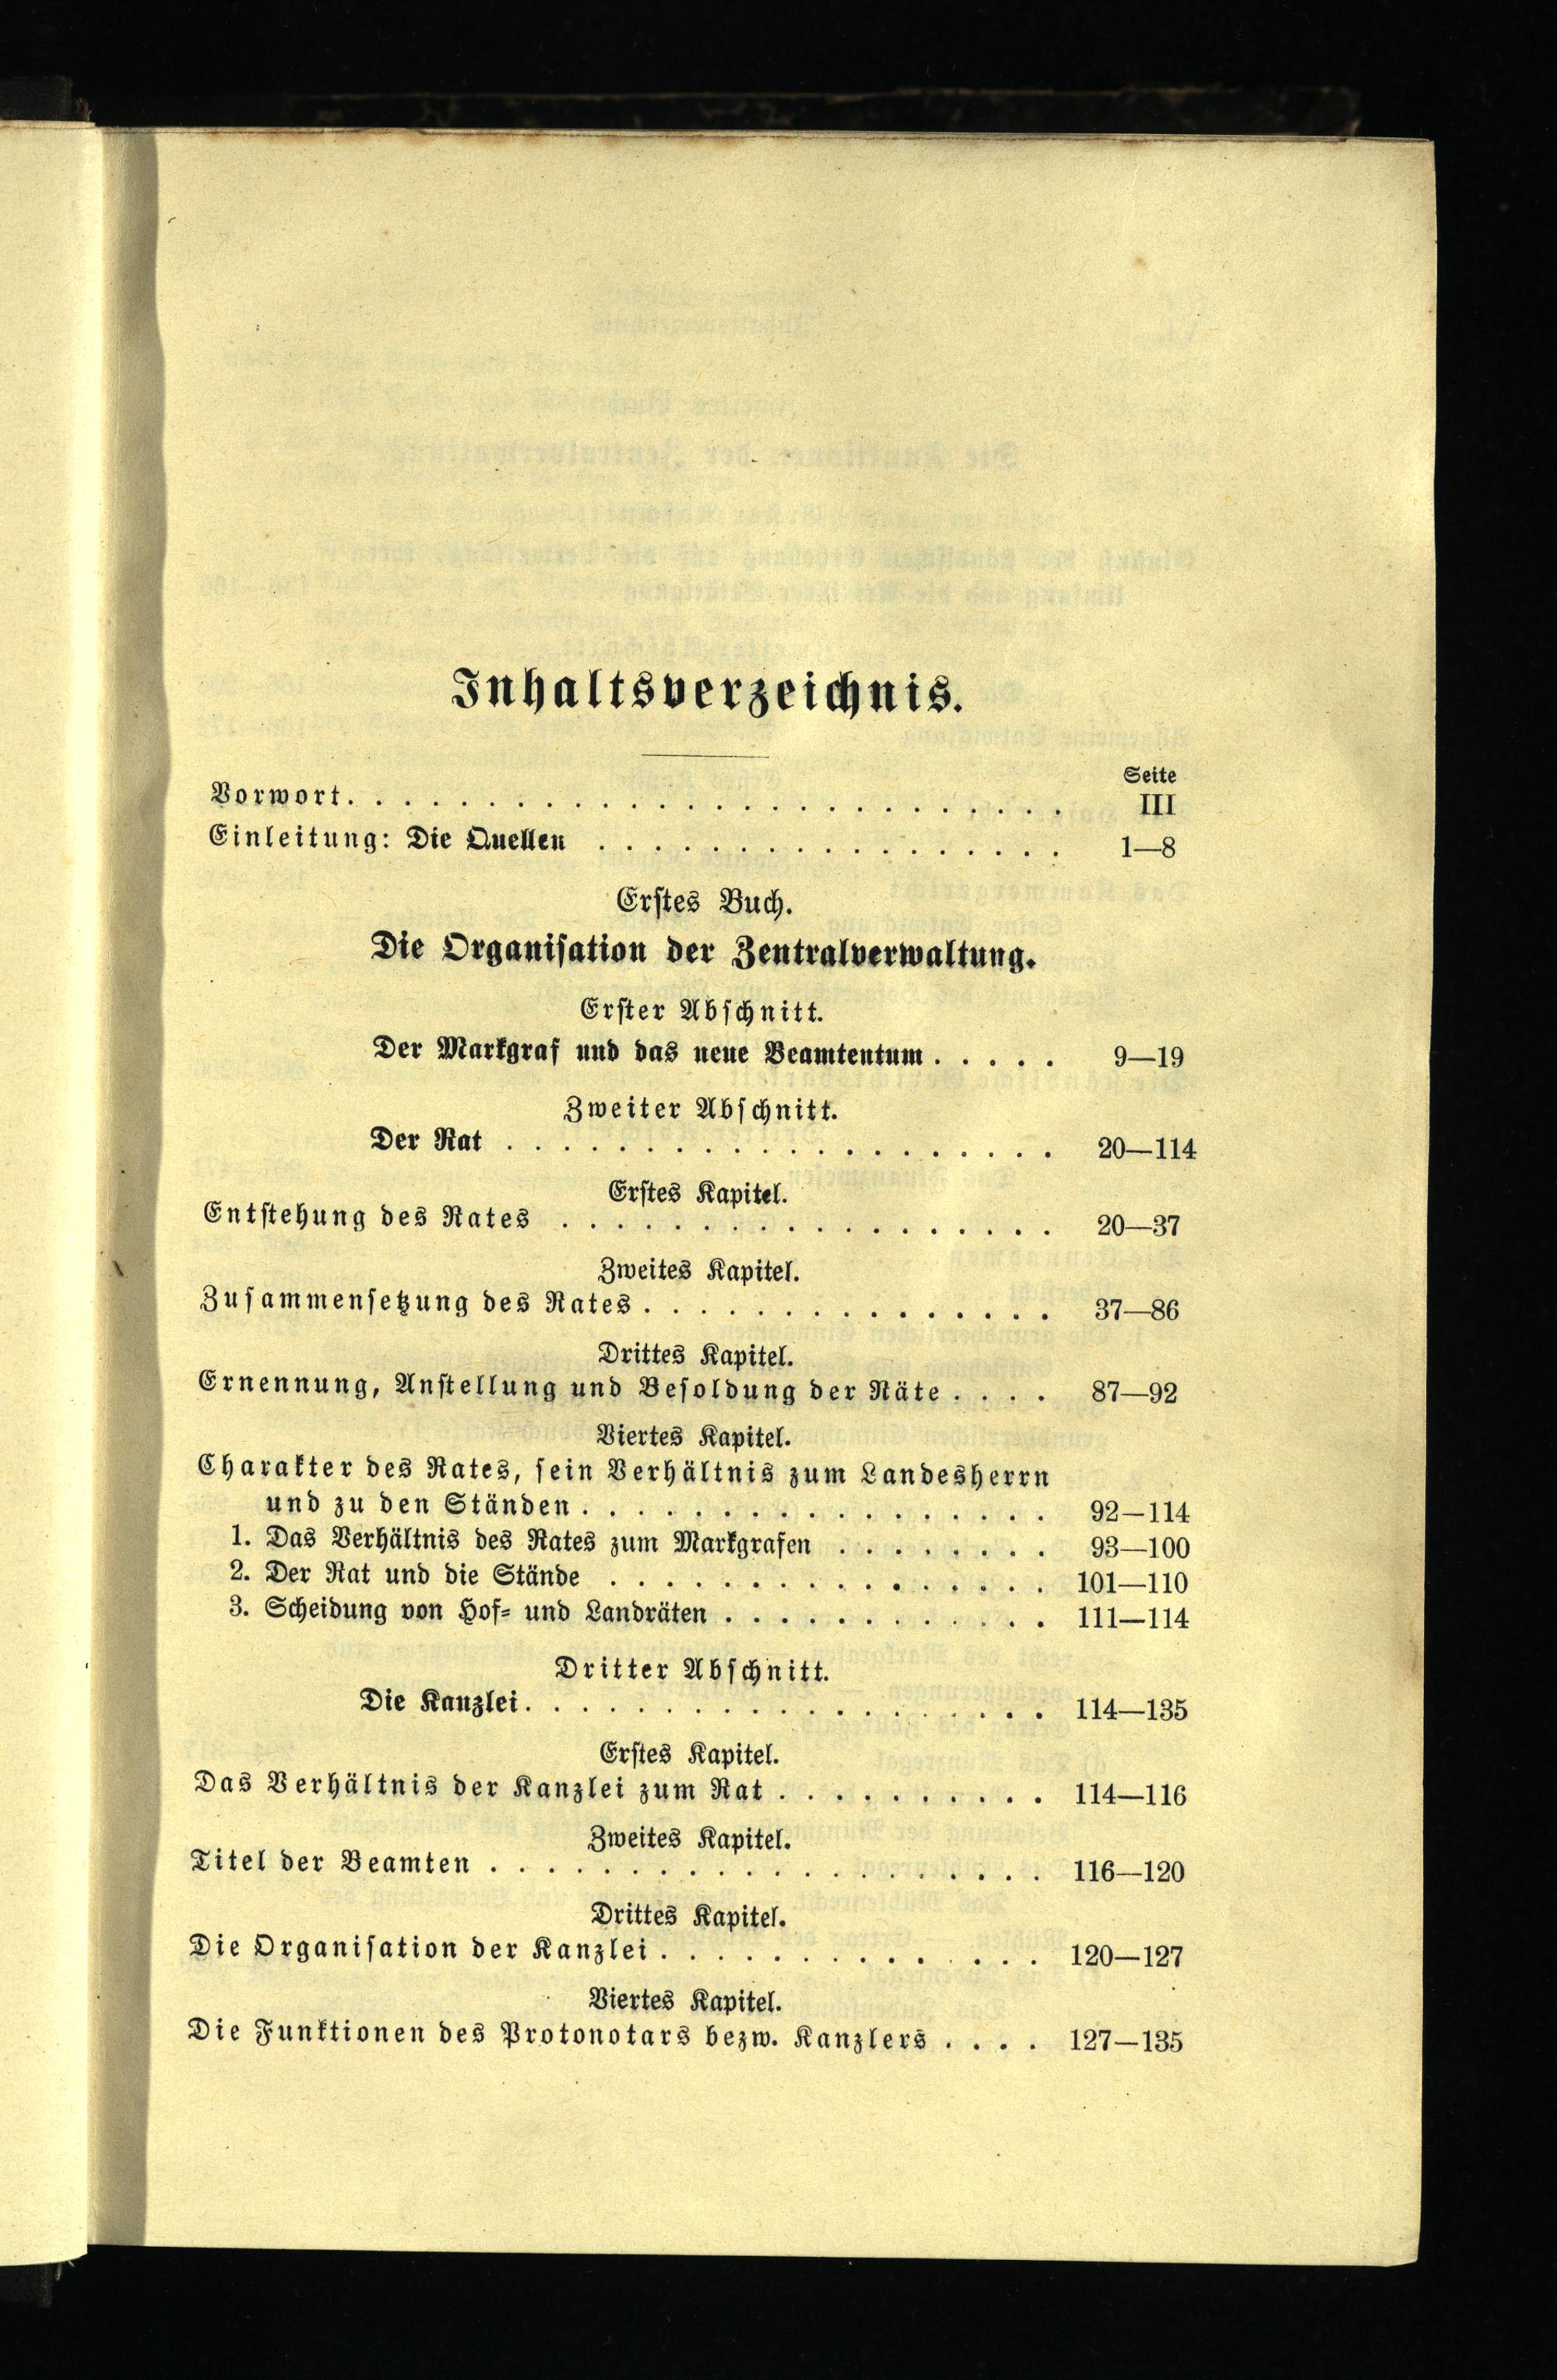 Inhaltsverzeichnis.
Seite
Vorwort. . . . . . . . . . . . . . . . . . . . . . . . . . III
Einleitung: Die Quellen . . . . . . . . . . . . . . . . . 1—8
Erstes Buch.
Die Organisation der Zentralverwaltung.
Erster Abschnitt.
Der Markgraf und das neue Beamtentum . . . . . 9—19
Zweiter Abschnitt.
Der Rat . . . . . . . . . . . . . . . . . . . . 20—114
Erstes Kapitel.
Entstehung des Rates . . . . . . . . . . . . . . . . . . 20—37
Zweites Kapitel.
Zusammensetzung des Rates . . . . . . . . . . . . . . . 37—86
Drittes Kapitel.
Ernennung, Anstellung und Besoldung der Räte . . . . 87—92
Viertes Kapitel.
Charakter des Rates, sein Verhältnis zum Landesherrn
und zu den Ständen . . . . . . . . . . . . . . . . . 92—114
1. Das Verhältnis des Rates zum Markgrafen . . . . . . . . 93—100
2. Der Rat und die Stände . . . . . . . . . . . . . . . . 101—110
3. Scheidung von Hof- und Landräten . . . . . . . . . . . . 111—114
Dritter Abschnitt.
Die Kanzlei . . . . . . . . . . . . . . . . . . . 114—135
Erstes Kapitel.
Das Verhältnis der Kanzlei zum Rat . . . . . . . . . . 114—116
Zweites Kapitel.
Titel der Beamten . . . . . . . . . . . . . . . . . . . . 116—120
Drittes Kapitel.
Die Organisation der Kanzlei . . . . . . . . . . . . . . 120—127
Viertes Kapitel.
Die Funktionen des Protonotars bezw. Kanzlers . . . . 127—135